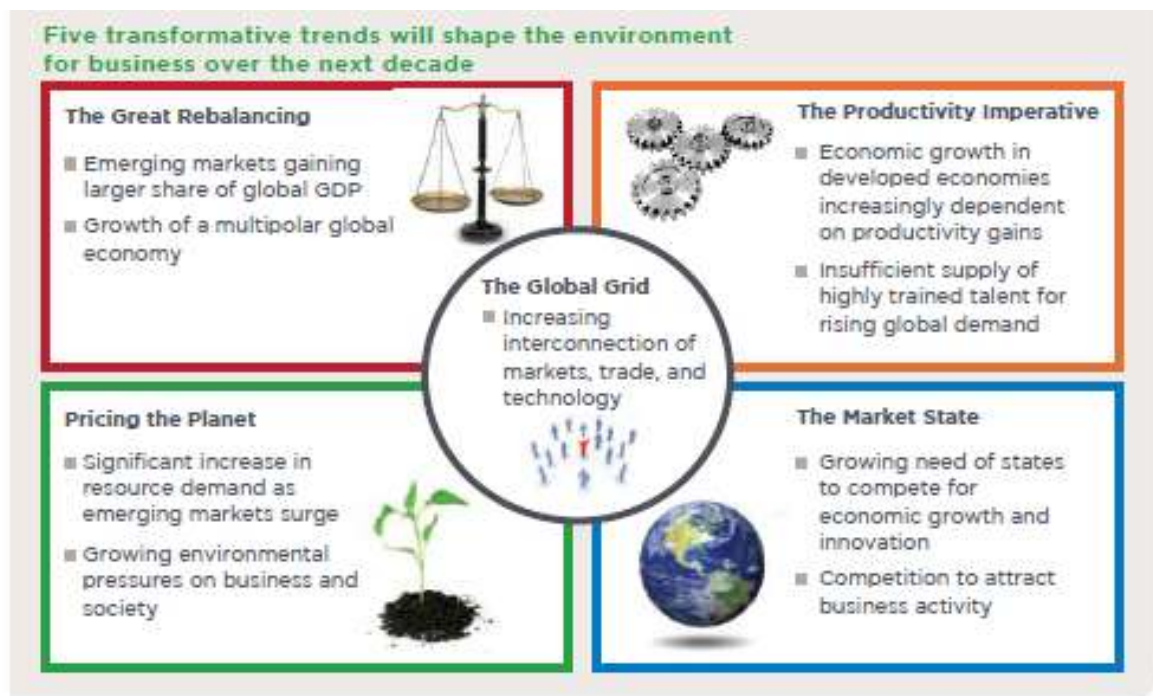 Five transformative trends will shape the environment
for business over the next decade
The Great Rebalancing
Emerging markets gaining
larger share of global GDP
Growth of a multipolar global
economy
The Productivity Imperative
Economic growth in
developed economies
increasingly dependent
on productivity gains
Insufficient supply of
highly trained talent for
rising global demand
The Global Grid
Increasing
interconnection of
markets, trade, and
technology
Pricing the Planet
Significant increase in
resource demand as
emerging markets surge
Growing environmental
pressures on business and
society
The Market State
Growing need of states
to compete for
economic growth and
innovation
Competition to attract
business activity